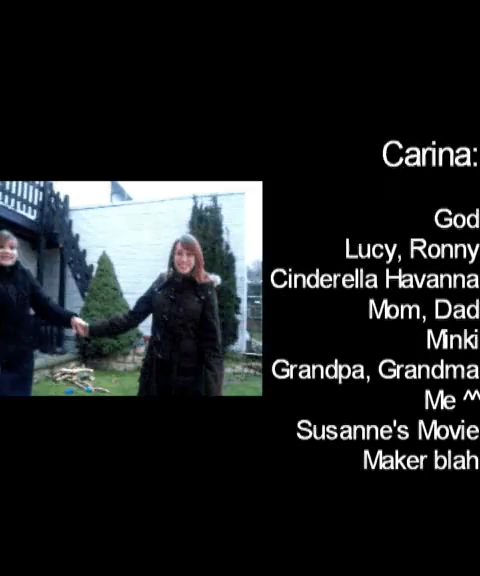 Carina:
God
Lucy, Ronny
Cinderella Havanna
Mom, Dad
Minki
Grandpa, Grandma
Me ^^
Susanne's Movie
Maker blah